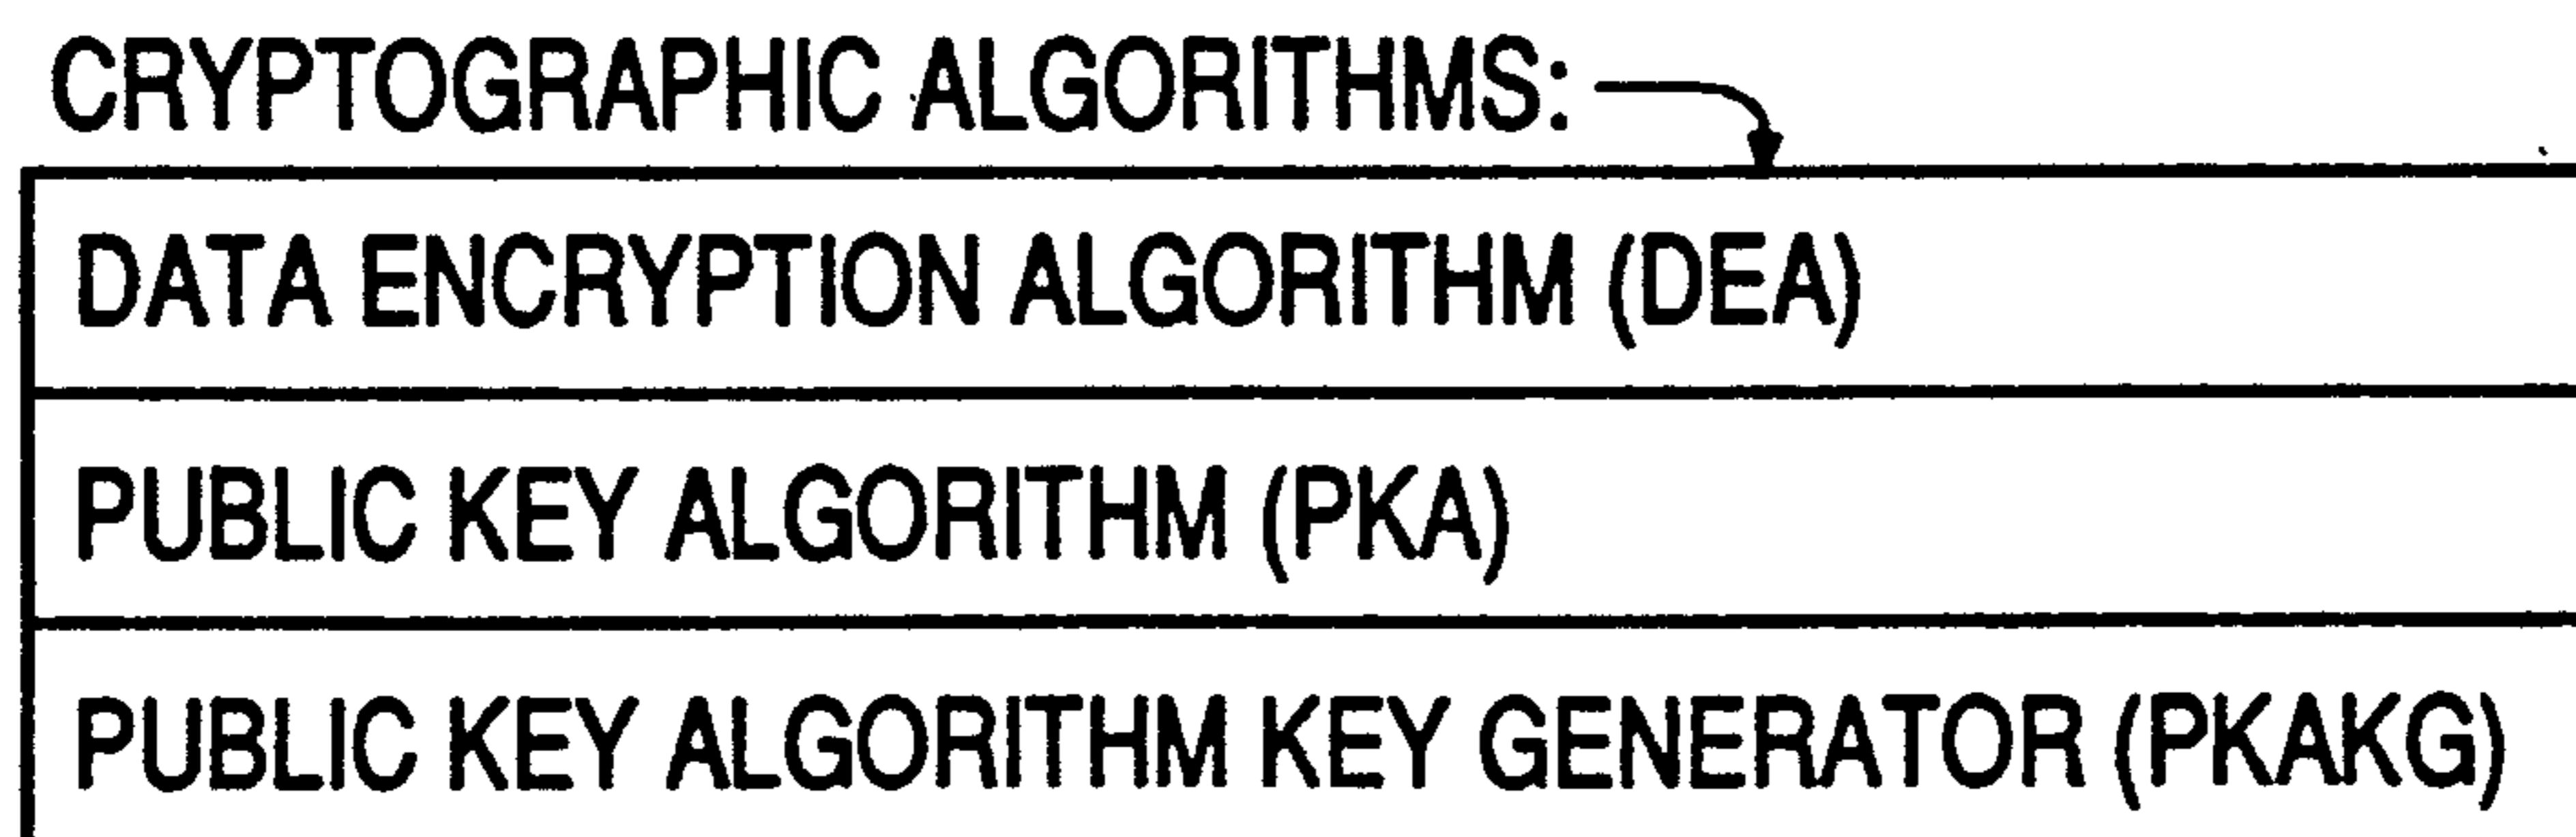 CRYPTOGRAPHIC ALGORITHMS:
DATA ENCRYPTION ALGORITHM (DEA)
PUBLIC KEY ALGORITHM (PKA)
PUBLIC KEY ALGORITHM KEY GENERATOR (PKAKG)